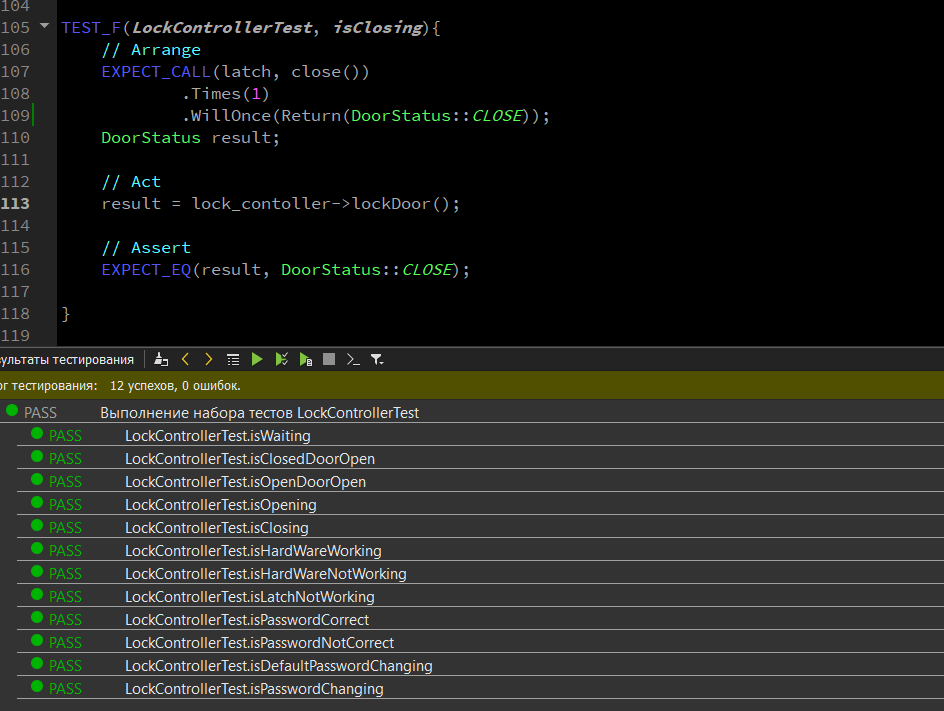 104
105 TEST_F(LockControllerTest, isClosing){
106 // Arrange
107 EXPECT_CALL(latch, close())
108 .Times(1)
109 .WillOnce(Return(DoorStatus::CLOSE));
110 DoorStatus result;
111
112 // Act
113 result = lock_contoller->lockDoor();
114
115 // Assert
116 EXPECT_EQ(result, DoorStatus::CLOSE);
117
118 }
119
ультаты тестирования
ог тестирования: 12 успехов, 0 ошибок.
PASS Выполнение набора тестов LockControllerTest
PASS LockControllerTest.isWaiting
PASS LockControllerTest.isClosedDoorOpen
PASS LockControllerTest.isOpenDoorOpen
PASS LockControllerTest.isOpening
PASS LockControllerTest.isClosing
PASS LockControllerTest.isHardWareWorking
PASS LockControllerTest.isHardWareNotWorking
PASS LockControllerTest.isLatchNotWorking
PASS LockControllerTest.isPasswordCorrect
PASS LockControllerTest.isPasswordNotCorrect
PASS LockControllerTest.isDefaultPasswordChanging
PASS LockControllerTest.isPasswordChanging